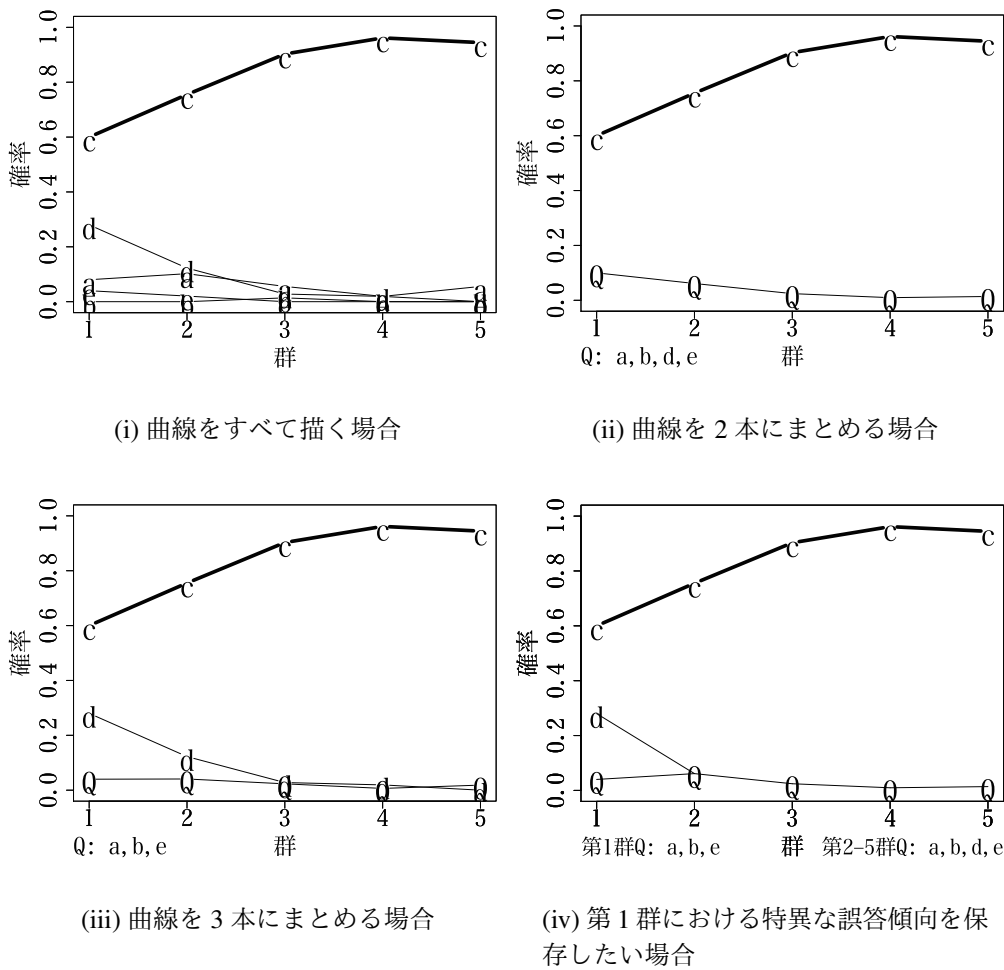 確率
1.0
0.8
0.6
0.4
0.2
0.0
c c c c c
d d
a a a a
1 2 3 4 5
群
(i) 曲線をすべて描く場合
確率
1.0
0.8
0.6
0.4
0.2
0.0
c c c c c
Q Q Q Q Q
1 2 3 4 5
Q: a,b,d,e 群
(ii) 曲線を 2 本にまとめる場合
確率
1.0
0.8
0.6
0.4
0.2
0.0
c c c c c
d d d d
Q Q Q Q Q
1 2 3 4 5
Q: a,b,e 群
(iii) 曲線を 3 本にまとめる場合
確率
1.0
0.8
0.6
0.4
0.2
0.0
c c c c c
d
Q Q Q Q Q
1 2 3 4 5
第1群Q: a,b,e 群 第2-5群Q: a,b,d,e
(iv) 第 1 群における特異な誤答傾向を保
存したい場合